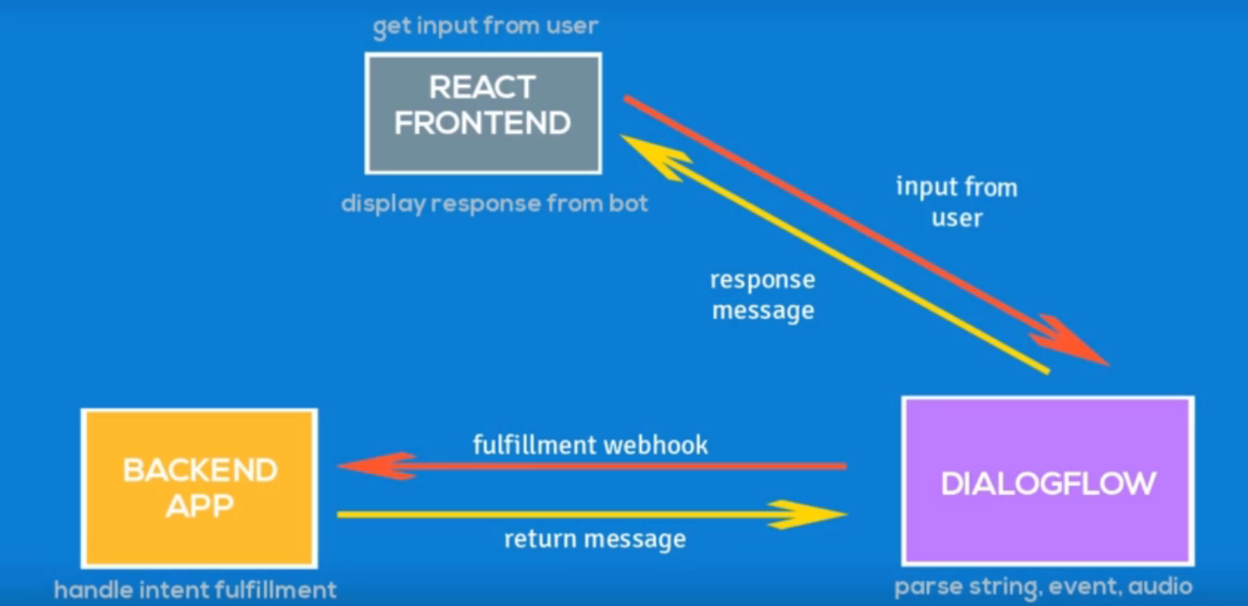 get input from user
REACT
FRONTEND
display response from bot
input from
user
response
message
fulfillment webhook
BACKEND
APP
return message
DIALOGFLOW
handle intent fulfillment
parse string, event, audio